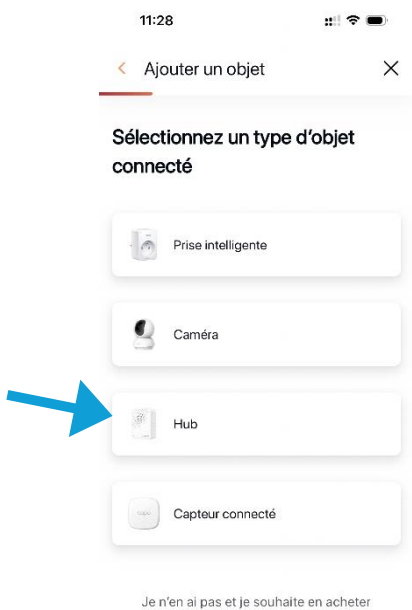 11:28
Ajouter un objet
Sélectionnez un type d'objet
connecté
Prise intelligente
Caméra
Hub
Capteur connecté
Je n'en ai pas et je souhaite en acheter